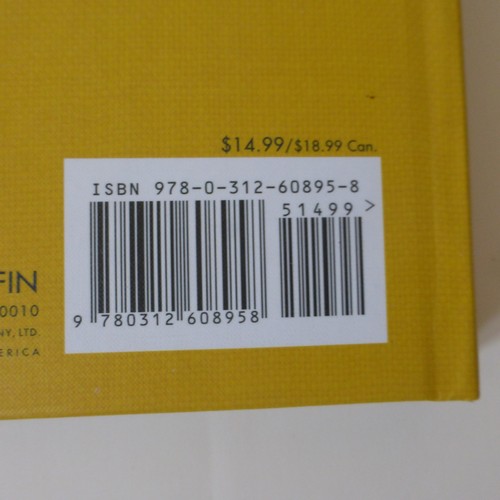 $14.99/$18.99 Can.
ISBN 978-0-312-60895-8
51499 >
9 780312 608958
FIN
0010
NY, LTD.
ERICA